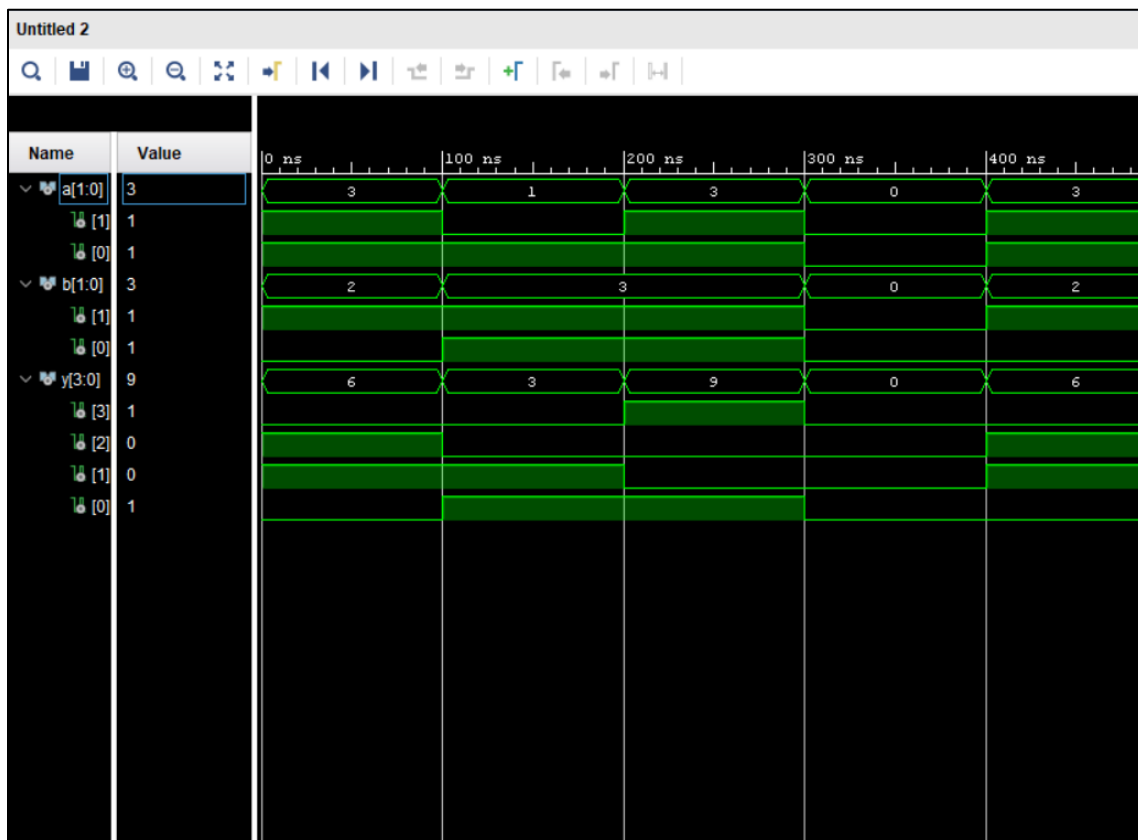 Untitled 2
Name Value
0 ns 100 ns 200 ns 300 ns 400 ns
a[1:0] 3 3 1 3 0 3
[1] 1
[0] 1
b[1:0] 3 2 3 0 2
[1] 1
[0] 1
y[3:0] 9 6 3 9 0 6
[3] 1
[2] 0
[1] 0
[0] 1